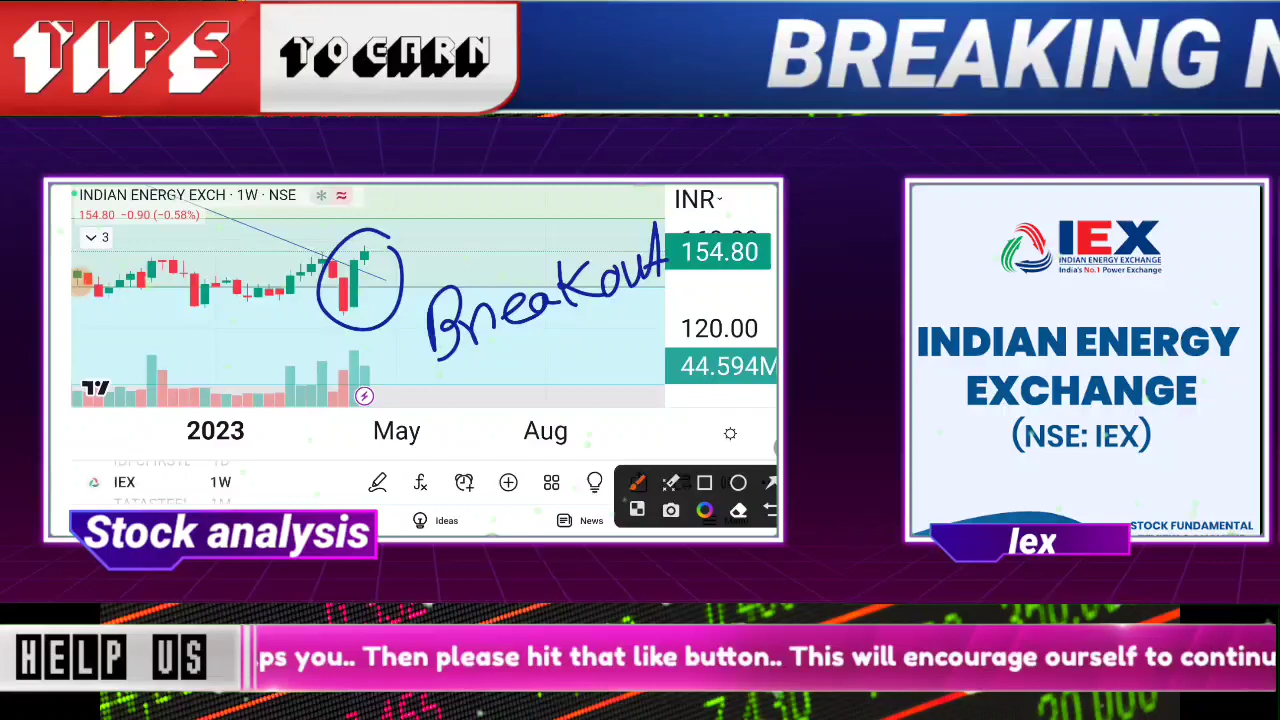 TIPS
TO EARN
BREAKING N
INDIAN ENERGY EXCH · 1W · NSE
154.80 −0.90 (−0.58%)
3
INR
154.80
120.00
44.594M
Breakout
2023 May Aug
IEX 1W
Ideas
News
Stock analysis
IEX
INDIAN ENERGY EXCHANGE
India's No.1 Power Exchange
INDIAN ENERGY
EXCHANGE
(NSE: IEX)
STOCK FUNDAMENTAL
Iex
HELP US
ps you.. Then please hit that like button.. This will encourage ourself to continu